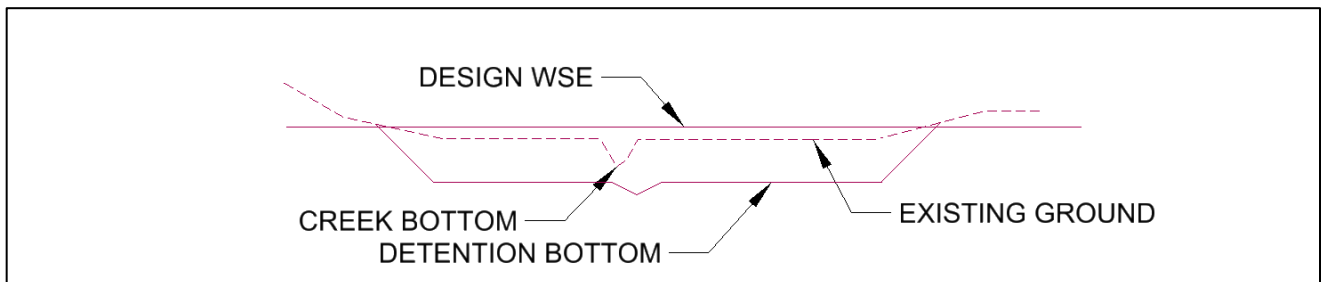 DESIGN WSE
CREEK BOTTOM
EXISTING GROUND
DETENTION BOTTOM